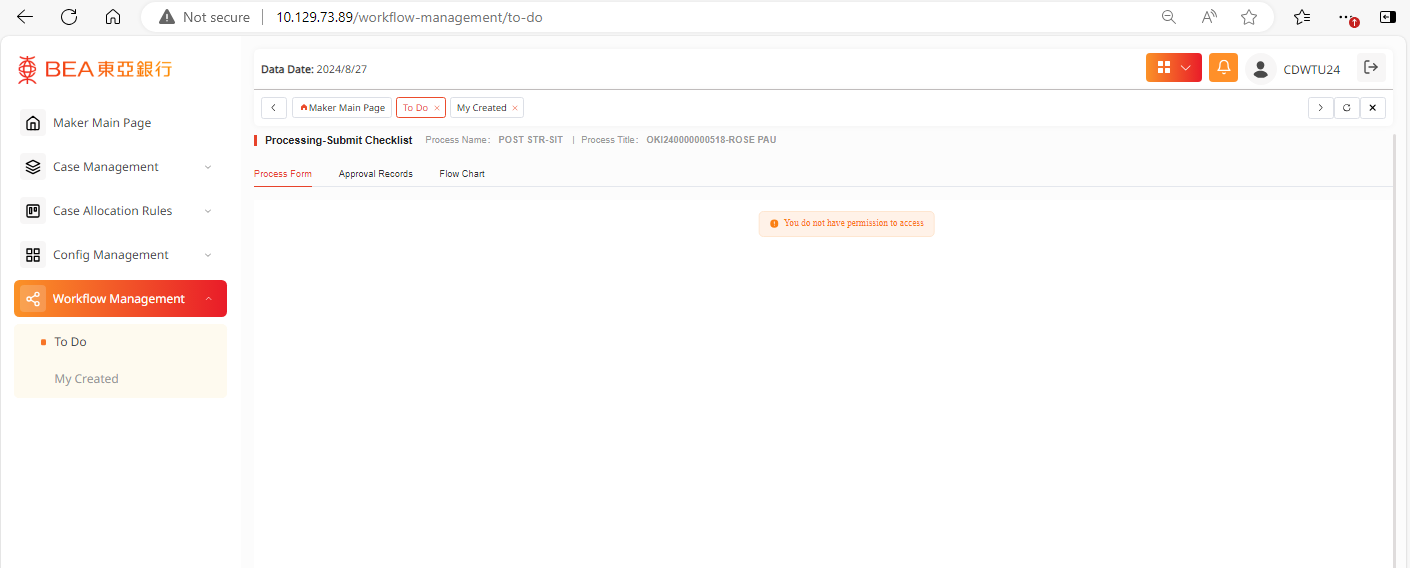 Not secure | 10.129.73.89/workflow-management/to-do
BEA東亞銀行
Data Date: 2024/8/27
CDWTU24
Maker Main Page
To Do ×
My Created ×
Maker Main Page
Case Management
Case Allocation Rules
Config Management
Workflow Management
To Do
My Created
Processing-Submit Checklist Process Name: POST STR-SIT | Process Title: OKI240000000518-ROSE PAU
Process Form Approval Records Flow Chart
You do not have permission to access